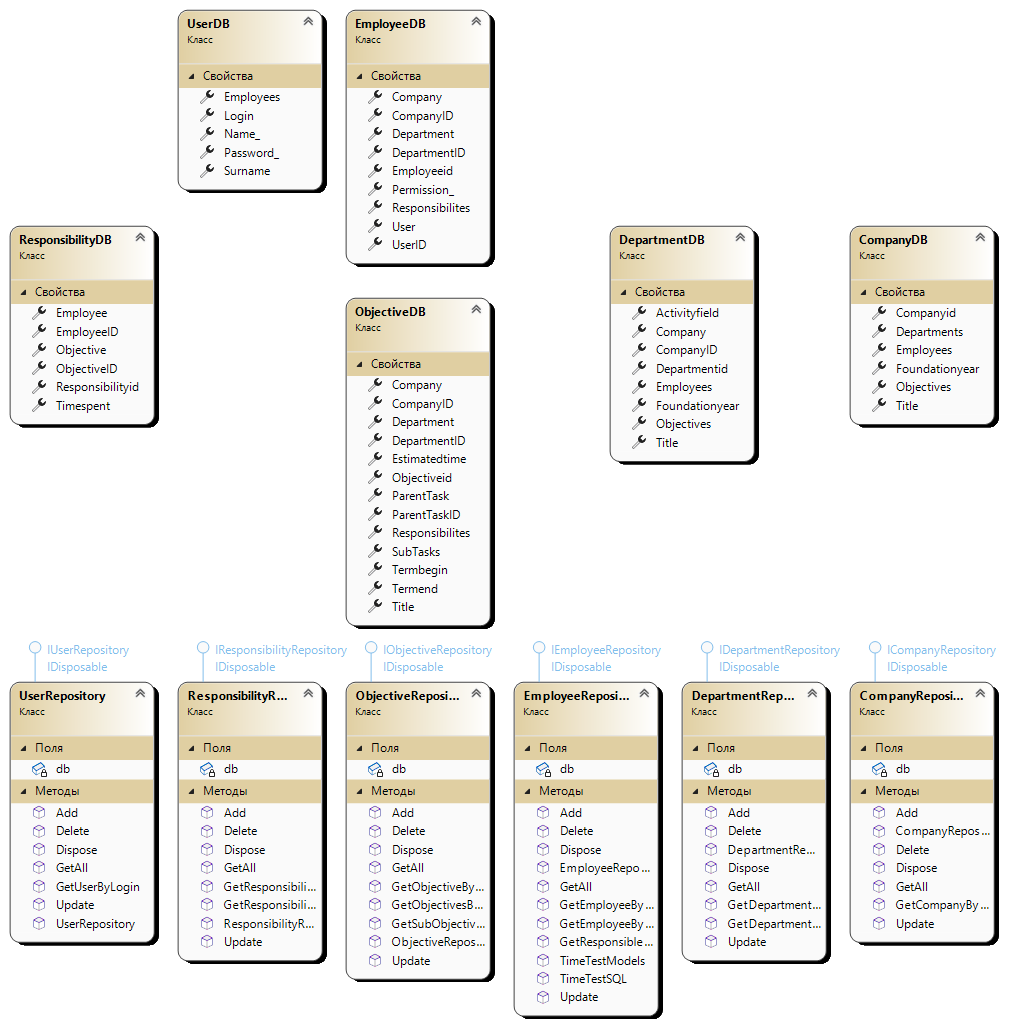 UserDB
Класс
Свойства
Employees
Login
Name_
Password_
Surname
EmployeeDB
Класс
Свойства
Company
CompanyID
Department
DepartmentID
Employeeid
Permission_
Responsibilites
User
UserID
ResponsibilityDB
Класс
Свойства
Employee
EmployeeID
Objective
ObjectiveID
Responsibilityid
Timespent
ObjectiveDB
Класс
Свойства
Company
CompanyID
Department
DepartmentID
Estimatedtime
Objectiveid
ParentTask
ParentTaskID
Responsibilites
SubTasks
Termbegin
Termend
Title
DepartmentDB
Класс
Свойства
Activityfield
Company
CompanyID
Departmentid
Employees
Foundationyear
Objectives
Title
CompanyDB
Класс
Свойства
Companyid
Departments
Employees
Foundationyear
Objectives
Title
IUserRepository
IDisposable
UserRepository
Класс
Поля
db
Методы
Add
Delete
Dispose
GetAll
GetUserByLogin
Update
UserRepository
IResponsibilityRepository
IDisposable
ResponsibilityR...
Класс
Поля
db
Методы
Add
Delete
Dispose
GetAll
GetResponsibili...
GetResponsibili...
ResponsibilityR...
Update
IObjectiveRepository
IDisposable
ObjectiveReposi...
Класс
Поля
db
Методы
Add
Delete
Dispose
GetAll
GetObjectiveBy...
GetObjectivesB...
GetSubObjectiv...
ObjectiveRepos...
Update
IEmployeeRepository
IDisposable
EmployeeReposi...
Класс
Поля
db
Методы
Add
Delete
Dispose
EmployeeRepo...
GetAll
GetEmployeeBy...
GetEmployeeBy...
GetResponsible...
TimeTestModels
TimeTestSQL
Update
IDepartmentRepository
IDisposable
DepartmentRep...
Класс
Поля
db
Методы
Add
Delete
DepartmentRe...
Dispose
GetAll
GetDepartment...
GetDepartment...
Update
ICompanyRepository
IDisposable
CompanyReposi...
Класс
Поля
db
Методы
Add
CompanyRepos...
Delete
Dispose
GetAll
GetCompanyBy...
Update